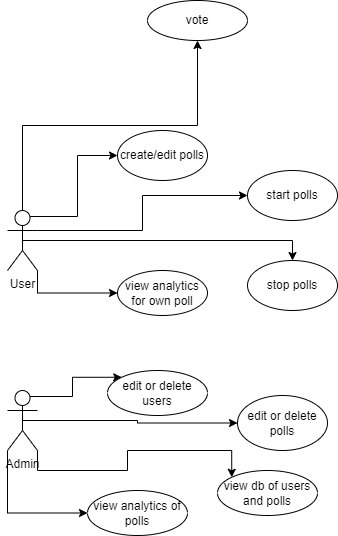 vote
create/edit polls
start polls
User
view analytics
for own poll
stop polls
edit or delete
users
edit or delete
polls
Admin
view db of users
and polls
view analytics of
polls